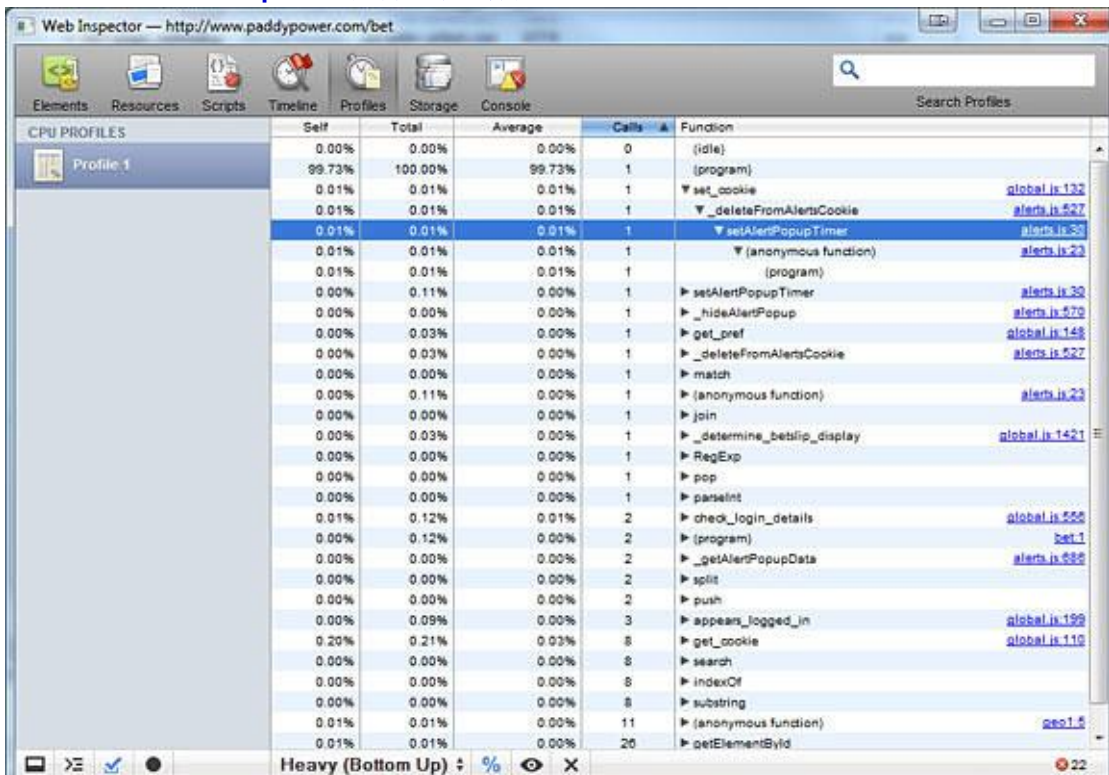 Web Inspector — http://www.paddypower.com/bet
Elements Resources Scripts Timeline Profiles Storage Console Search Profiles
CPU PROFILES
Profile 1
Self Total Average Calls Function
0.00% 0.00% 0.00% 0 (idle)
99.73% 100.00% 99.73% 1 (program)
0.01% 0.01% 0.01% 1 set_cookie global.js:132
0.01% 0.01% 0.01% 1 _deleteFromAlertsCookie alerts.js:527
0.01% 0.01% 0.01% 1 setAlertPopupTimer alerts.js:30
0.01% 0.01% 0.01% 1 (anonymous function) alerts.js:23
0.01% 0.01% 0.01% 1 (program)
0.00% 0.11% 0.00% 1 setAlertPopupTimer alerts.js:30
0.00% 0.00% 0.00% 1 _hideAlertPopup alerts.js:570
0.00% 0.03% 0.00% 1 get_pref global.js:148
0.00% 0.03% 0.00% 1 _deleteFromAlertsCookie alerts.js:527
0.00% 0.00% 0.00% 1 match
0.00% 0.11% 0.00% 1 (anonymous function) alerts.js:23
0.00% 0.00% 0.00% 1 join
0.00% 0.03% 0.00% 1 _determine_betslip_display global.js:1421
0.00% 0.00% 0.00% 1 RegExp
0.00% 0.00% 0.00% 1 pop
0.00% 0.00% 0.00% 1 parseInt
0.01% 0.12% 0.01% 2 check_login_details global.js:556
0.00% 0.12% 0.00% 2 (program) bet:1
0.00% 0.00% 0.00% 2 _getAlertPopupData alerts.js:686
0.00% 0.00% 0.00% 2 split
0.00% 0.00% 0.00% 2 push
0.00% 0.09% 0.00% 3 appears_logged_in global.js:199
0.20% 0.21% 0.03% 8 get_cookie global.js:110
0.00% 0.00% 0.00% 8 search
0.00% 0.00% 0.00% 8 indexOf
0.00% 0.00% 0.00% 8 substring
0.01% 0.01% 0.00% 11 (anonymous function) geo1:5
0.01% 0.01% 0.00% 26 getElementById
Heavy (Bottom Up) % 22